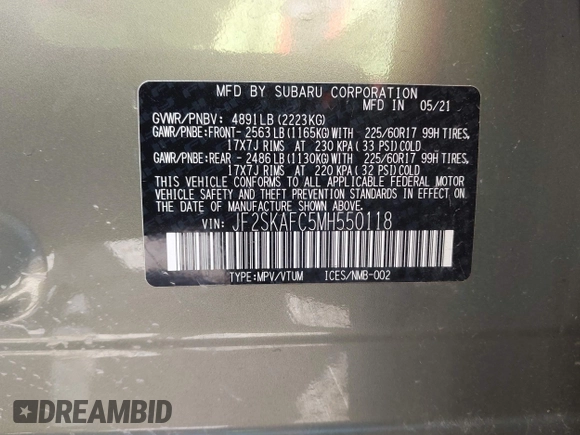 MFD BY SUBARU CORPORATION
MFD IN 05/21
GVWR/PNBV: 4891LB(2223KG)
GAWR/PNBE:FRONT-2563LB(1165KG)WITH 225/60R17 99H TIRES,
17X7J RIMS AT 230 KPA(33 PSI)COLD
GAWR/PNBE:REAR -2486LB(1130KG)WITH 225/60R17 99H TIRES,
17X7J RIMS AT 220 KPA(32 PSI)COLD
THIS VEHICLE CONFORMS TO ALL APPLICABLE FEDERAL MOTOR
VEHICLE SAFETY, BUMPER, AND THEFT PREVENTION STANDARDS IN EFFECT
ON THE DATE OF MANUFACTURE SHOWN ABOVE.
VIN: JF2SKAFC5MH550118
TYPE:MPV/VTUM ICES/NMB-002
DREAMBID